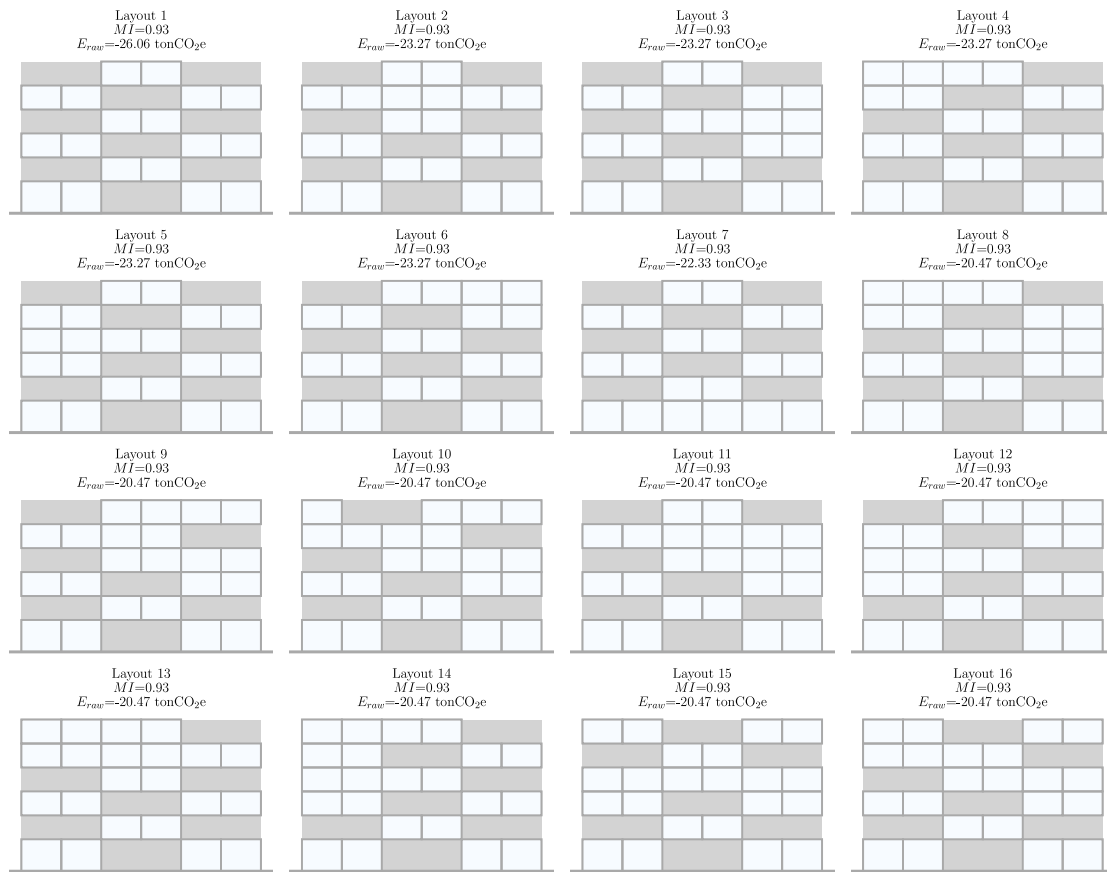 Layout 1
MI=0.93
E_raw=-26.06 tonCO₂e
Layout 2
MI=0.93
E_raw=-23.27 tonCO₂e
Layout 3
MI=0.93
E_raw=-23.27 tonCO₂e
Layout 4
MI=0.93
E_raw=-23.27 tonCO₂e
Layout 5
MI=0.93
E_raw=-23.27 tonCO₂e
Layout 6
MI=0.93
E_raw=-23.27 tonCO₂e
Layout 7
MI=0.93
E_raw=-22.33 tonCO₂e
Layout 8
MI=0.93
E_raw=-20.47 tonCO₂e
Layout 9
MI=0.93
E_raw=-20.47 tonCO₂e
Layout 10
MI=0.93
E_raw=-20.47 tonCO₂e
Layout 11
MI=0.93
E_raw=-20.47 tonCO₂e
Layout 12
MI=0.93
E_raw=-20.47 tonCO₂e
Layout 13
MI=0.93
E_raw=-20.47 tonCO₂e
Layout 14
MI=0.93
E_raw=-20.47 tonCO₂e
Layout 15
MI=0.93
E_raw=-20.47 tonCO₂e
Layout 16
MI=0.93
E_raw=-20.47 tonCO₂e